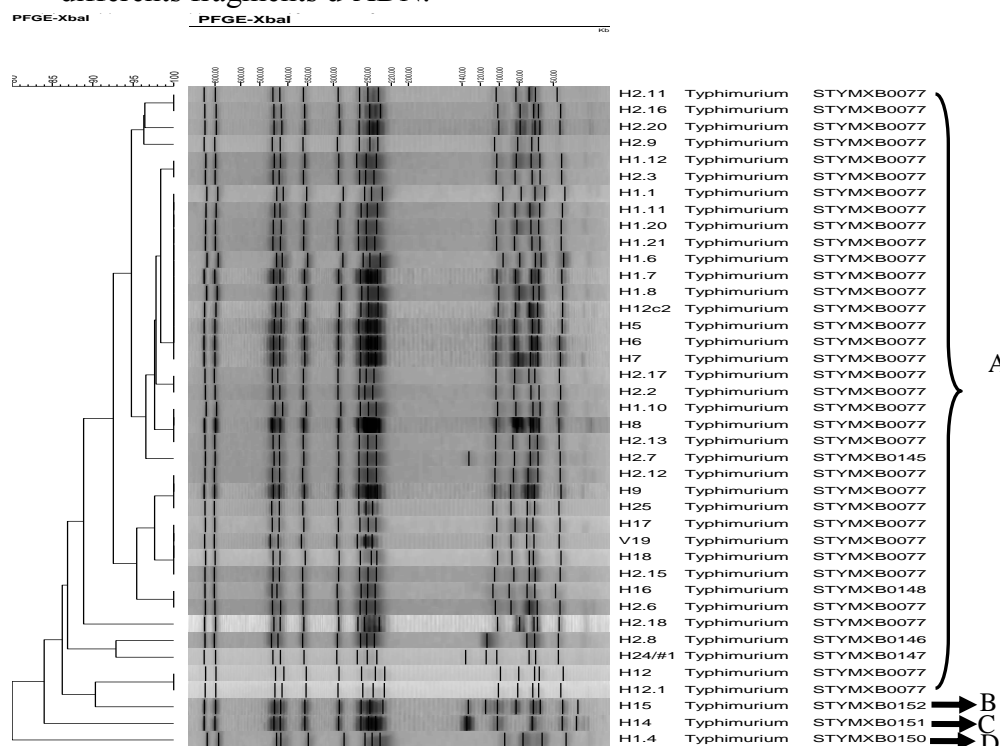 différents fragments d'ADN.
PFGE-XbaI PFGE-XbaI
Kb
H2.11 Typhimurium STYMXB0077
H2.16 Typhimurium STYMXB0077
H2.20 Typhimurium STYMXB0077
H2.9 Typhimurium STYMXB0077
H1.12 Typhimurium STYMXB0077
H2.3 Typhimurium STYMXB0077
H1.1 Typhimurium STYMXB0077
H1.11 Typhimurium STYMXB0077
H1.20 Typhimurium STYMXB0077
H1.21 Typhimurium STYMXB0077
H1.6 Typhimurium STYMXB0077
H1.7 Typhimurium STYMXB0077
H1.8 Typhimurium STYMXB0077
H12c2 Typhimurium STYMXB0077
H5 Typhimurium STYMXB0077
H6 Typhimurium STYMXB0077
H7 Typhimurium STYMXB0077
A
H2.17 Typhimurium STYMXB0077
H2.2 Typhimurium STYMXB0077
H1.10 Typhimurium STYMXB0077
H8 Typhimurium STYMXB0077
H2.13 Typhimurium STYMXB0077
H2.7 Typhimurium STYMXB0145
H2.12 Typhimurium STYMXB0077
H9 Typhimurium STYMXB0077
H25 Typhimurium STYMXB0077
H17 Typhimurium STYMXB0077
V19 Typhimurium STYMXB0077
H18 Typhimurium STYMXB0077
H2.15 Typhimurium STYMXB0077
H16 Typhimurium STYMXB0148
H2.6 Typhimurium STYMXB0077
H2.18 Typhimurium STYMXB0077
H2.8 Typhimurium STYMXB0146
H24/#1 Typhimurium STYMXB0147
H12 Typhimurium STYMXB0077
H12.1 Typhimurium STYMXB0077
H15 Typhimurium STYMXB0152 B
H14 Typhimurium STYMXB0151 C
H1.4 Typhimurium STYMXB0150 D